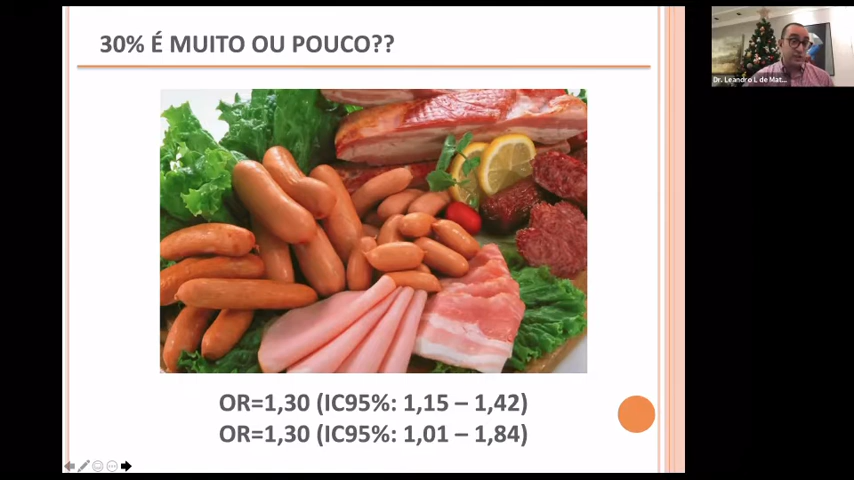 30% É MUITO OU POUCO??
Dr. Leandro L de Mat...
OR=1,30 (IC95%: 1,15 – 1,42)
OR=1,30 (IC95%: 1,01 – 1,84)